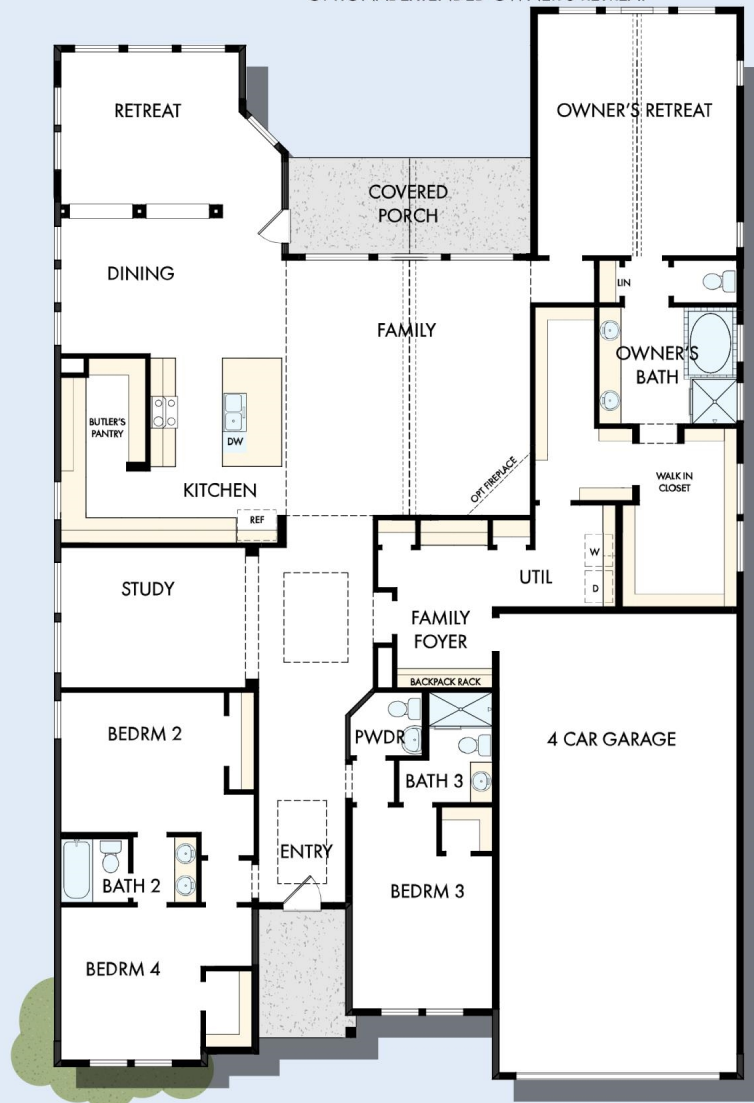 RETREAT
OWNER'S RETREAT
COVERED
PORCH
DINING
LIN
FAMILY
OWNER'S
BATH
BUTLER'S
PANTRY
DW
OPT FIREPLACE
WALK IN
CLOSET
KITCHEN
REF
W
D
UTIL
STUDY
FAMILY
FOYER
BACKPACK RACK
BEDRM 2
PWDR
4 CAR GARAGE
BATH 3
ENTRY
BATH 2
BEDRM 3
BEDRM 4